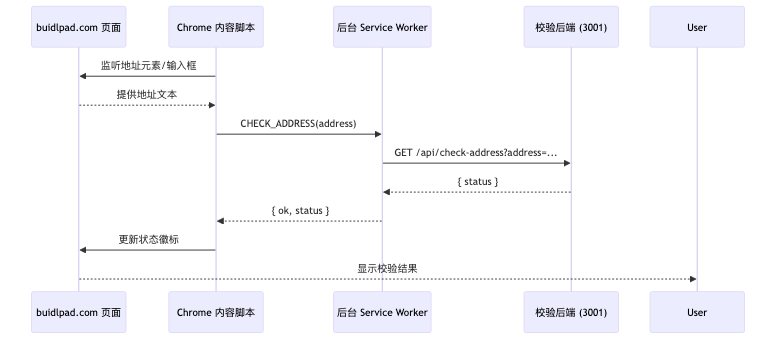 buidlpad.com 页面
Chrome 内容脚本
后台 Service Worker
校验后端 (3001)
User
监听地址元素/输入框
提供地址文本
CHECK_ADDRESS(address)
GET /api/check-address?address=...
{ status }
{ ok, status }
更新状态徽标
显示校验结果
buidlpad.com 页面
Chrome 内容脚本
后台 Service Worker
校验后端 (3001)
User